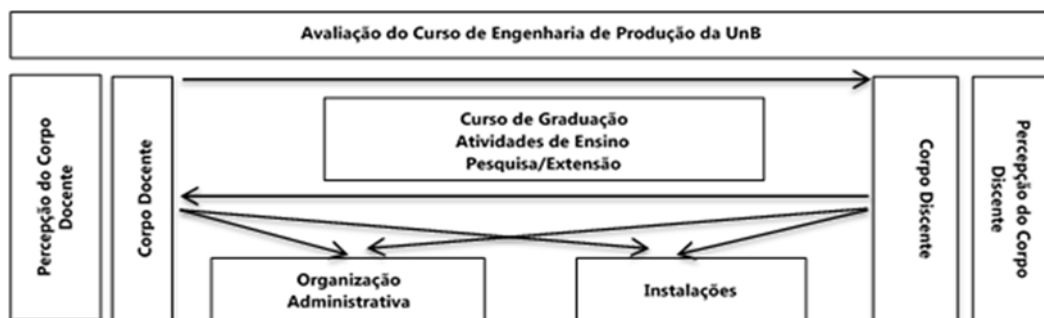 Avaliação do Curso de Engenharia de Produção da UnB
Percepção do Corpo
Docente
Corpo Docente
Curso de Graduação
Atividades de Ensino
Pesquisa/Extensão
Corpo Discente
Percepção do Corpo
Discente
Organização
Administrativa
Instalações